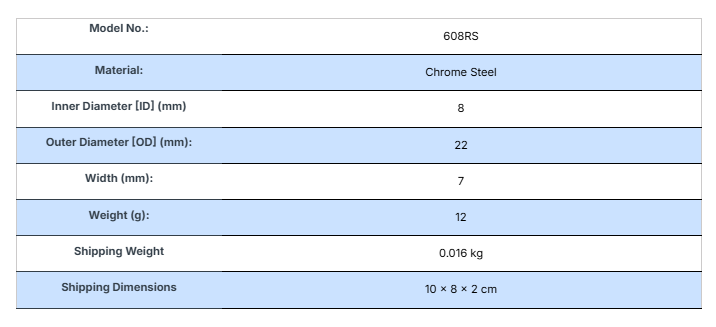 Model No.: 608RS
Material: Chrome Steel
Inner Diameter [ID] (mm) 8
Outer Diameter [OD] (mm): 22
Width (mm): 7
Weight (g): 12
Shipping Weight 0.016 kg
Shipping Dimensions 10 × 8 × 2 cm